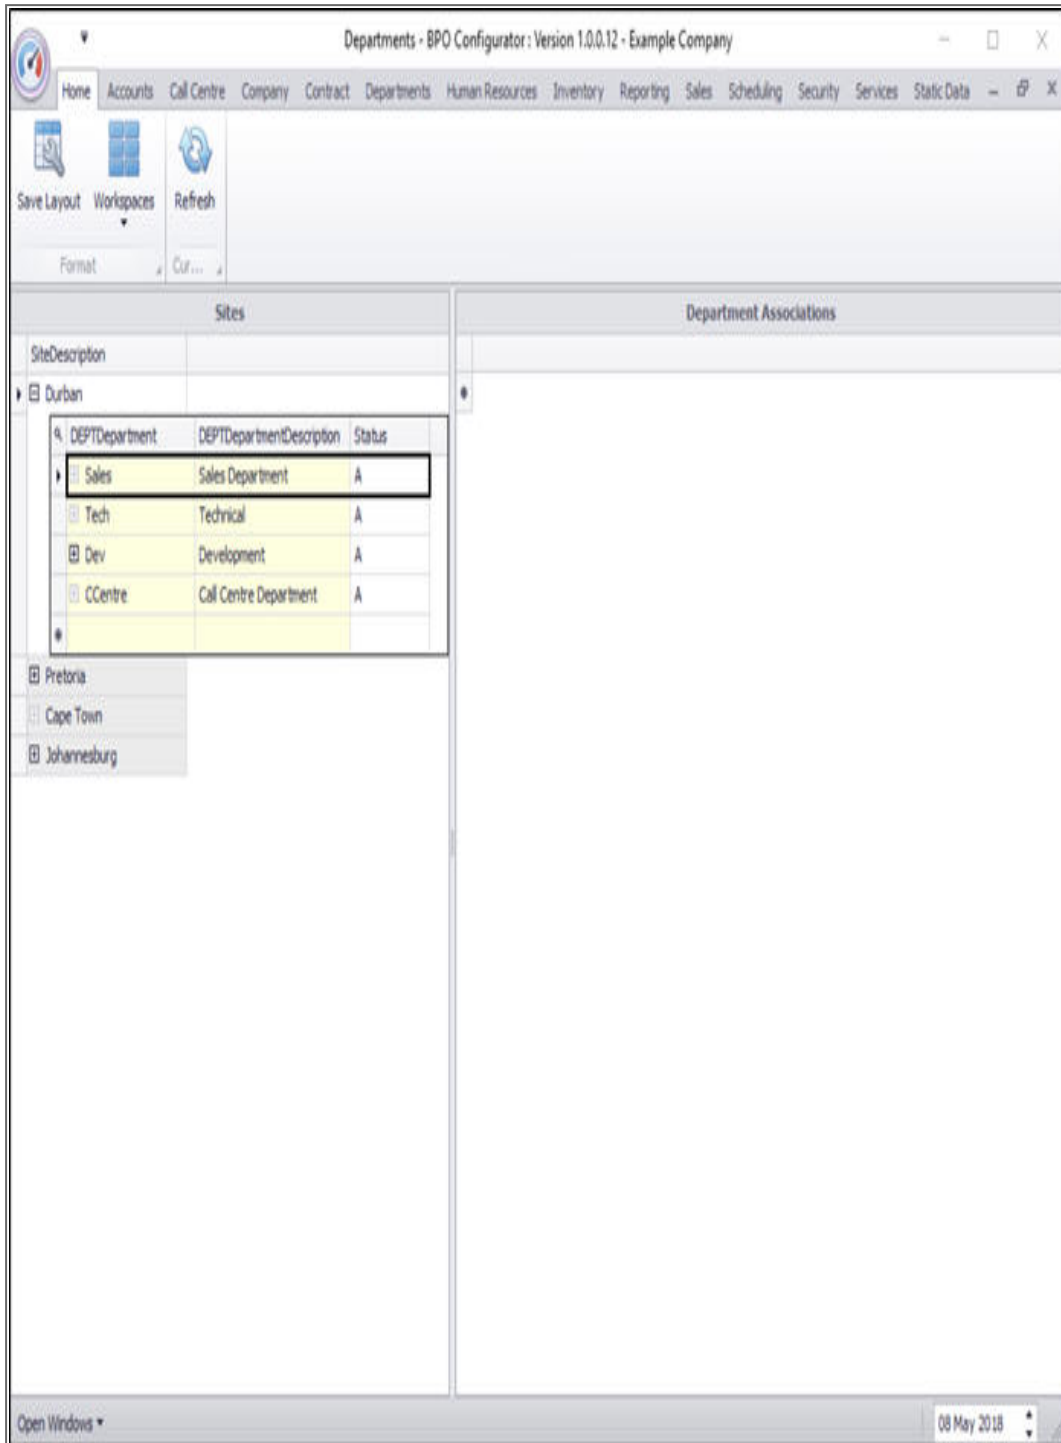 Departments - BPO Configurator : Version 1.0.0.12 - Example Company
Home Accounts Call Centre Company Contract Departments Human Resources Inventory Reporting Sales Scheduling Security Services Static Data
Save Layout Workspaces Refresh
Format Cur...
Sites Department Associations
SiteDescription
Durban
DEPTDepartment DEPTDepartmentDescription Status
Sales Sales Department A
Tech Technical A
Dev Development A
CCentre Call Centre Department A
Pretoria
Cape Town
Johannesburg
Open Windows 08 May 2018